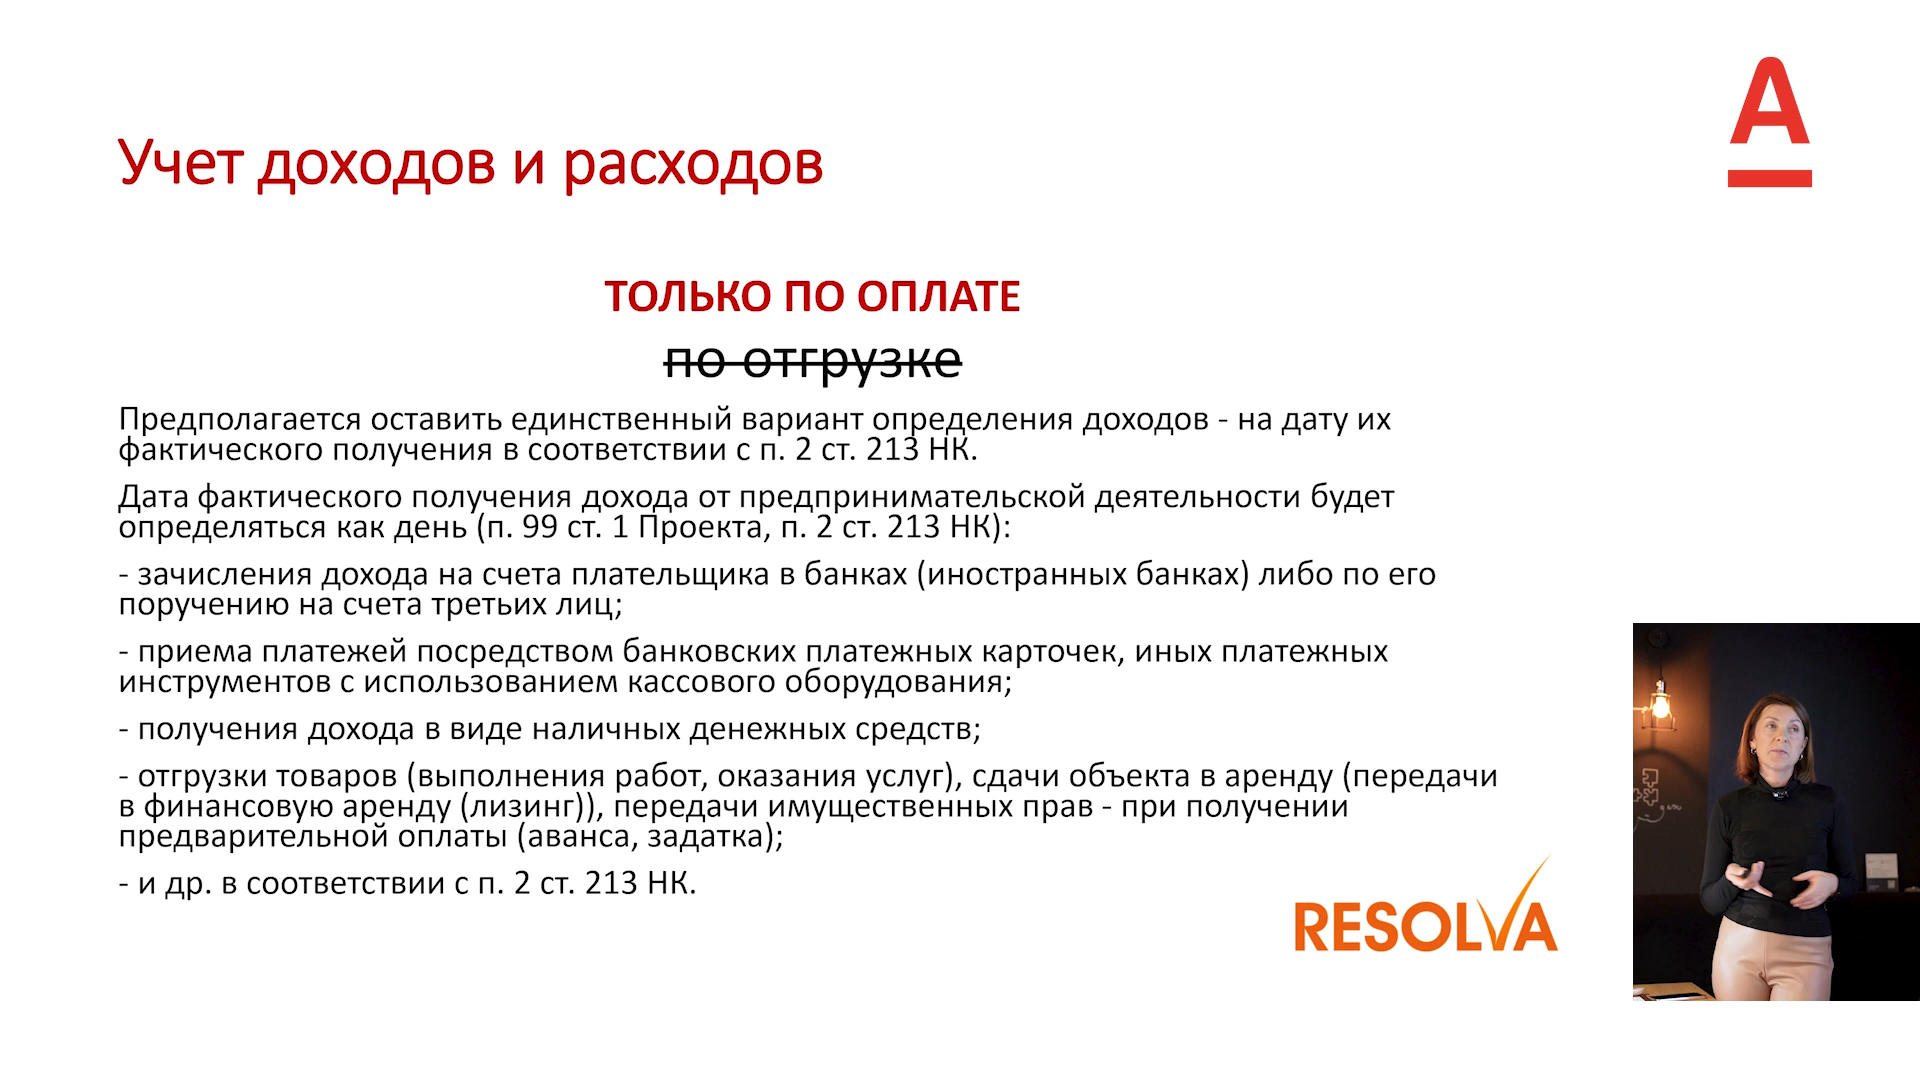 А
Учет доходов и расходов
ТОЛЬКО ПО ОПЛАТЕ
по отгрузке
Предполагается оставить единственный вариант определения доходов - на дату их
фактического получения в соответствии с п. 2 ст. 213 НК.
Дата фактического получения дохода от предпринимательской деятельности будет
определяться как день (п. 99 ст. 1 Проекта, п. 2 ст. 213 НК):
- зачисления дохода на счета плательщика в банках (иностранных банках) либо по его
поручению на счета третьих лиц;
- приема платежей посредством банковских платежных карточек, иных платежных
инструментов с использованием кассового оборудования;
- получения дохода в виде наличных денежных средств;
- отгрузки товаров (выполнения работ, оказания услуг), сдачи объекта в аренду (передачи
в финансовую аренду (лизинг)), передачи имущественных прав - при получении
предварительной оплаты (аванса, задатка);
- и др. в соответствии с п. 2 ст. 213 НК.
RESOLVA